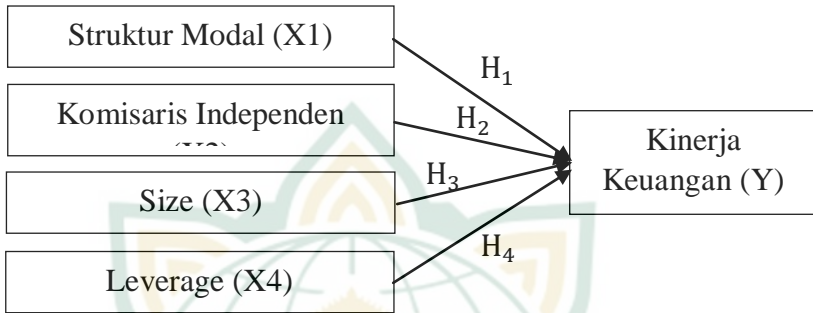 Struktur Modal (X1)
H₁
Komisaris Independen
H₂
Kinerja
Keuangan (Y)
H₃
Size (X3)
H₄
Leverage (X4)